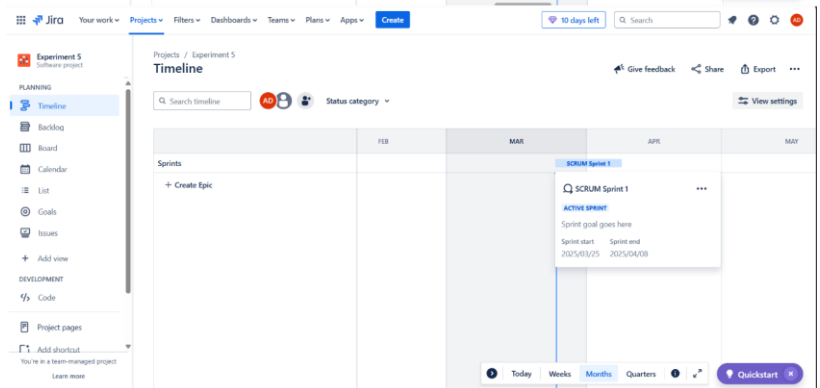 Jira Your work Projects Filters Dashboards Teams Plans Apps Create 10 days left Search AD
Experiment 5
Software project
PLANNING
Timeline
Backlog
Board
Calendar
List
Goals
Issues
Add view
DEVELOPMENT
Code
Project pages
Add shortcut
You're in a team-managed project
Learn more
Projects / Experiment 5
Timeline
Give feedback Share Export
Search timeline AD Status category View settings
FEB MAR APR MAY
Sprints SCRUM Sprint 1
+ Create Epic
SCRUM Sprint 1
ACTIVE SPRINT
Sprint goal goes here
Sprint start Sprint end
2025/03/25 2025/04/08
Today Weeks Months Quarters Quickstart